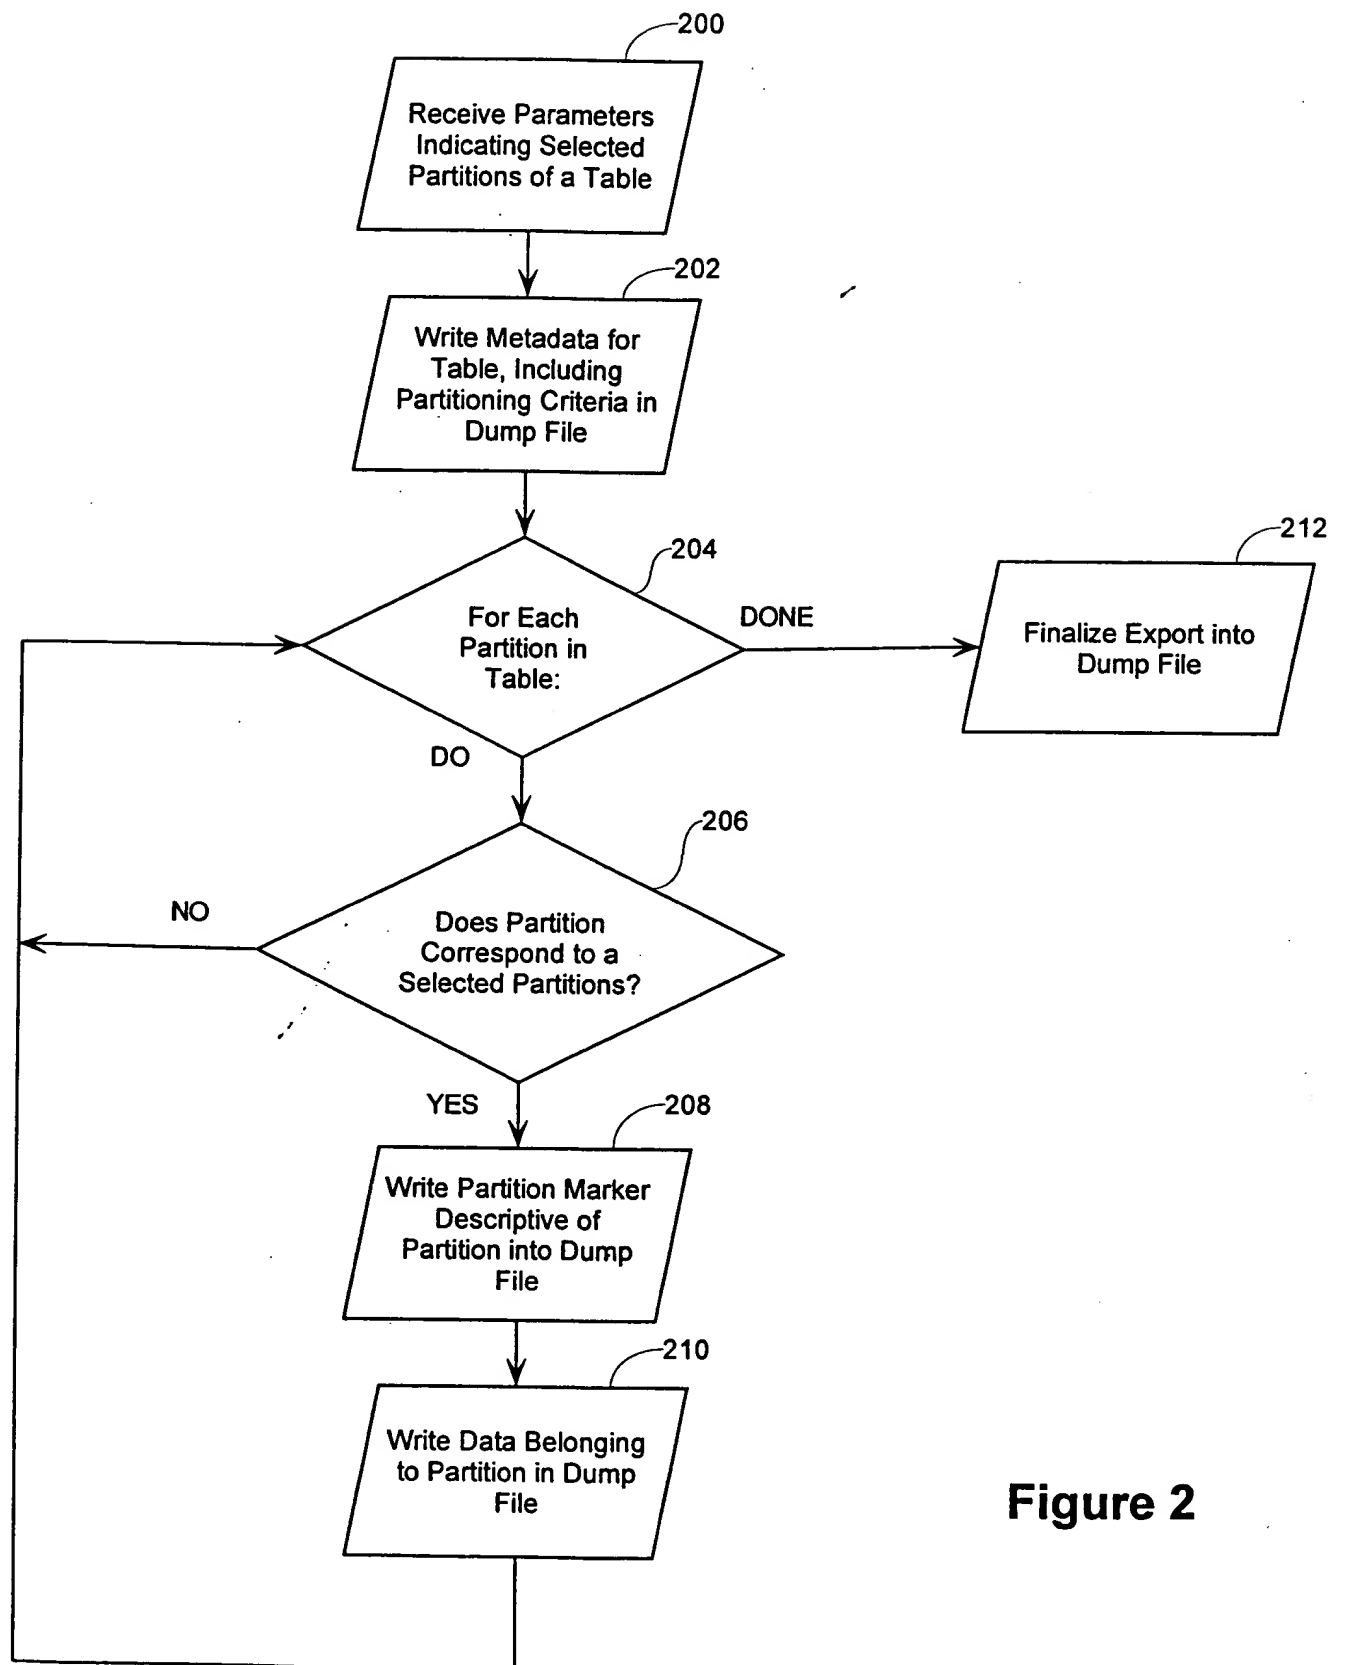 200
Receive Parameters
Indicating Selected
Partitions of a Table
202
Write Metadata for
Table, Including
Partitioning Criteria in
Dump File
204
For Each
Partition in
Table:
DONE
212
Finalize Export into
Dump File
DO
206
Does Partition
Correspond to a
Selected Partitions?
NO
YES
208
Write Partition Marker
Descriptive of
Partition into Dump
File
210
Write Data Belonging
to Partition in Dump
File
Figure 2